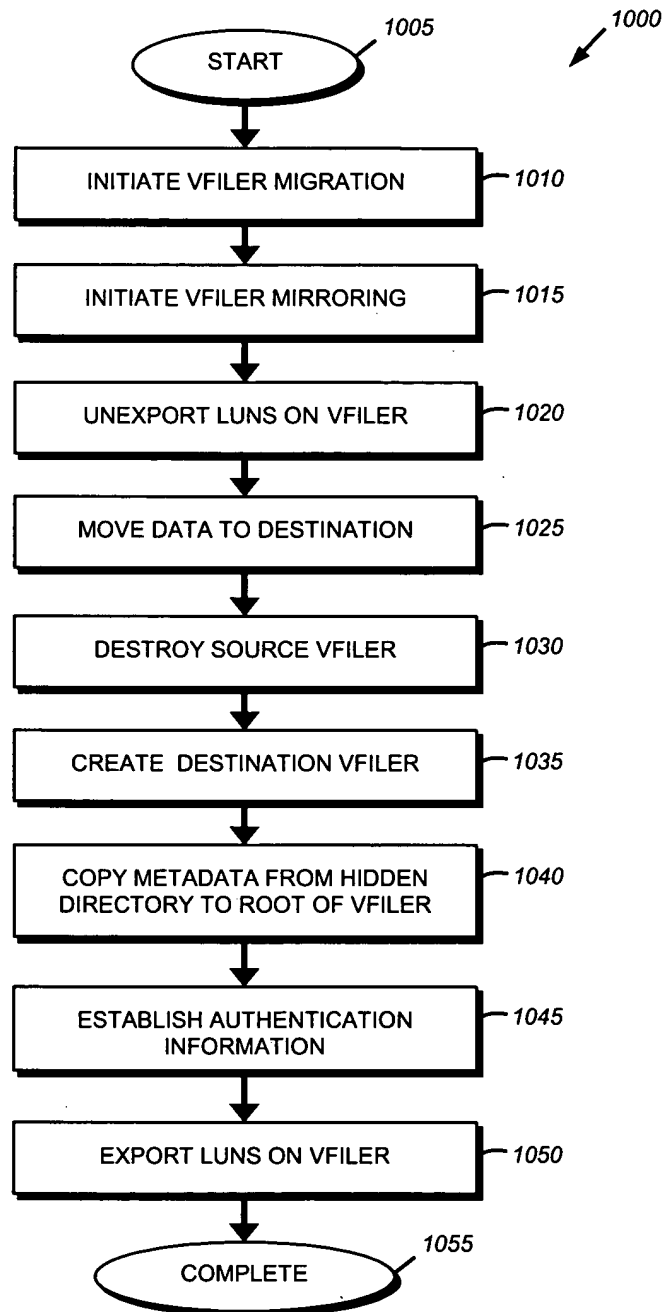 1000
START
1005
INITIATE VFILER MIGRATION
1010
INITIATE VFILER MIRRORING
1015
UNEXPORT LUNS ON VFILER
1020
MOVE DATA TO DESTINATION
1025
DESTROY SOURCE VFILER
1030
CREATE DESTINATION VFILER
1035
COPY METADATA FROM HIDDEN
DIRECTORY TO ROOT OF VFILER
1040
ESTABLISH AUTHENTICATION
INFORMATION
1045
EXPORT LUNS ON VFILER
1050
COMPLETE
1055